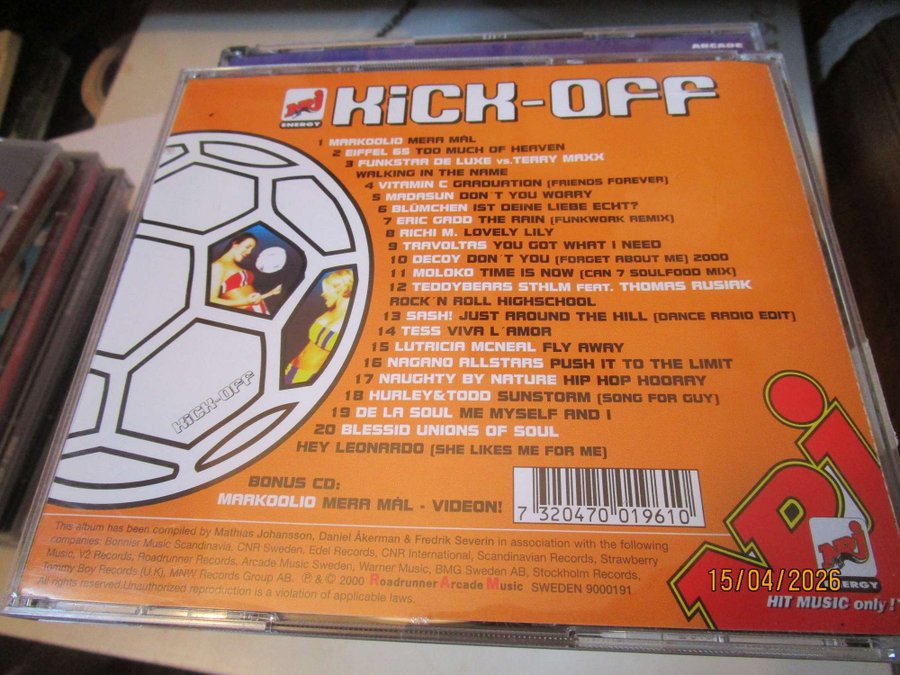 ARCADE
NRJ
ENERGY
KiCK-OFF
1 MARKOOLIO MERA MÅL
2 EIFFEL 65 TOO MUCH OF HEAVEN
3 FUNKSTAR DE LUXE vs.TERRY MAXX
WALKING IN THE NAME
4 VITAMIN C GRADUATION (FRIENDS FOREVER)
5 MADASUN DON´T YOU WORRY
6 BLÜMCHEN IST DEINE LIEBE ECHT?
7 ERIC GADD THE RAIN (FUNKWORK REMIX)
8 RICHI M. LOVELY LILY
9 TRAVOLTAS YOU GOT WHAT I NEED
10 DECOY DON´T YOU (FORGET ABOUT ME) 2000
11 MOLOKO TIME IS NOW (CAN 7 SOULFOOD MIX)
12 TEDDYBEARS STHLM FEAT. THOMAS RUSIAK
ROCK´N ROLL HIGHSCHOOL
13 SASH! JUST AROUND THE HILL (DANCE RADIO EDIT)
14 TESS VIVA L´AMOR
15 LUTRICIA MCNEAL FLY AWAY
16 NAGANO ALLSTARS PUSH IT TO THE LIMIT
17 NAUGHTY BY NATURE HIP HOP HOORAY
18 HURLEY&TODD SUNSTORM (SONG FOR GUY)
19 DE LA SOUL ME MYSELF AND I
20 BLESSID UNIONS OF SOUL
HEY LEONARDO (SHE LIKES ME FOR ME)
KiCK-OFF
BONUS CD:
MARKOOLIO MERA MÅL - VIDEON!
7 320470 019610
This album has been compiled by Mathias Johansson, Daniel Åkerman & Fredrik Severin in association with the following
companies: Bonnier Music Scandinavia, CNR Sweden, Edel Records, CNR International, Scandinavian Records, Strawberry
Music, V2 Records, Roadrunner Records, Arcade Music Sweden, Warner Music, BMG Sweden AB, Stockholm Records,
Tommy Boy Records (U.K), MNW Records Group AB. ℗ & © 2000 Roadrunner Arcade Music SWEDEN 9000191
All rights reserved.Unauthorized reproduction is a violation of applicable laws.
NRJ
NRJ
ENERGY
HIT MUSIC only !
15/04/2026